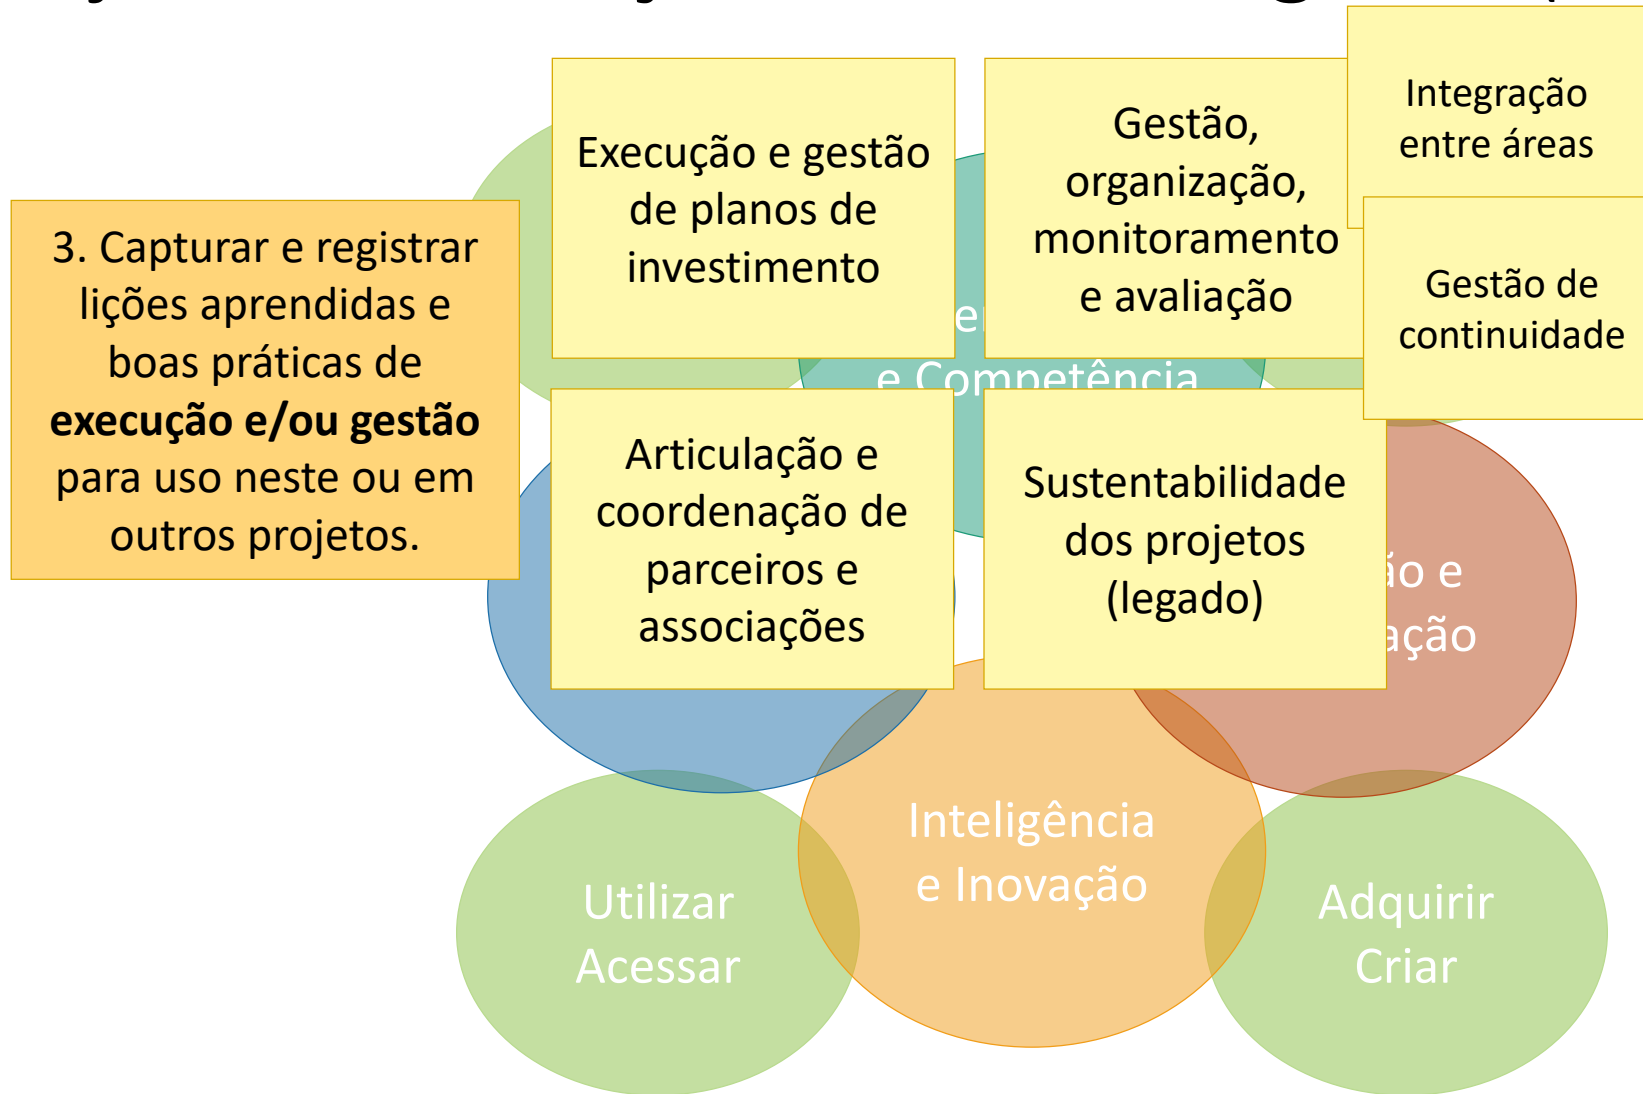 Integração
entre áreas
Execução e gestão
de planos de
investimento
Gestão,
organização,
monitoramento
e avaliação
3. Capturar e registrar
lições aprendidas e
boas práticas de
execução e/ou gestão
para uso neste ou em
outros projetos.
Gestão de
continuidade
e Competência
Articulação e
coordenação de
parceiros e
associações
Sustentabilidade
dos projetos
(legado)
e
Inteligência
e Inovação
Utilizar
Acessar
Adquirir
Criar